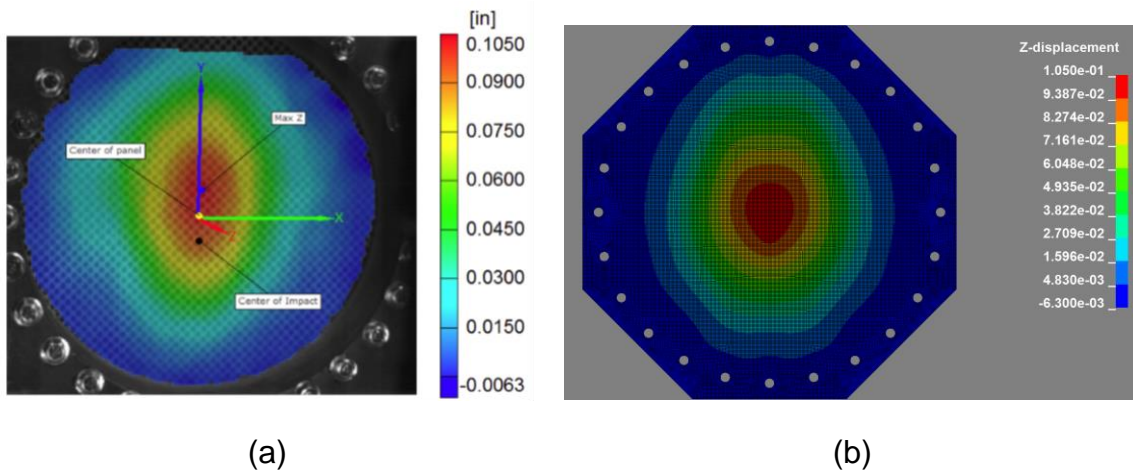 [in]
0.1050
0.0900
0.0750
0.0600
0.0450
0.0300
0.0150
-0.0063
Y
Max Z
Center of panel
X
Z
Center of Impact
Z-displacement
1.050e-01
9.387e-02
8.274e-02
7.161e-02
6.048e-02
4.935e-02
3.822e-02
2.709e-02
1.596e-02
4.830e-03
-6.300e-03
(a)
(b)